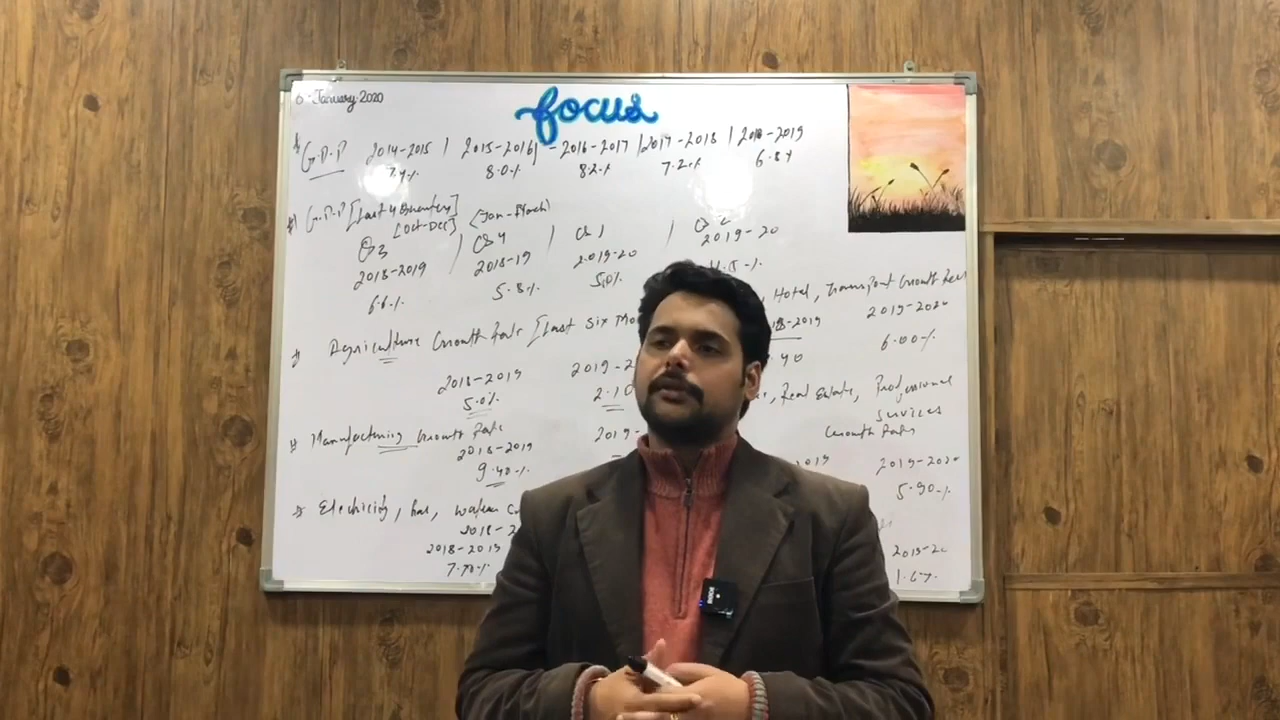 6 January 2020
focus
G.D.P 2014-2015 | 2015-2016 | - 2016-2017 | 2017-2018 | 2018-2019
7.4% 8.0% 8.2% 7.2% 6.8%
G.D.P [Last 4 Quarters]
[Oct-Dec] (Jan-March)
Q3 | Q4 | Q1 | Q2
2018-2019 2018-19 2019-20 2019-20
6.6% 5.8% 5.0%
Hotel, Transport Growth Rate
2019-2020
6.00%
Agriculture Growth Rate [Last Six
2018-2019
5.0% 2.10
Real Estate, Professional
Services
Growth Rate
Manufacturing Growth Rate
2018-2019 2019-
9.40%
2019-2020
5.90%
Electricity, Gas, Water
2018-2019
7.70%